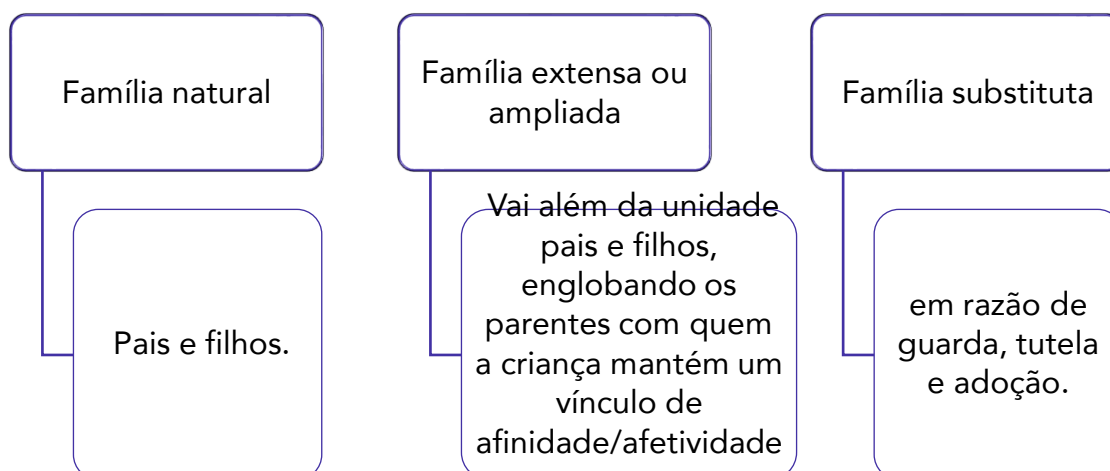 Família natural
Pais e filhos.
Família extensa ou
ampliada
Vai além da unidade
pais e filhos,
englobando os
parentes com quem
a criança mantém um
vínculo de
afinidade/afetividade
Família substituta
em razão de
guarda, tutela
e adoção.